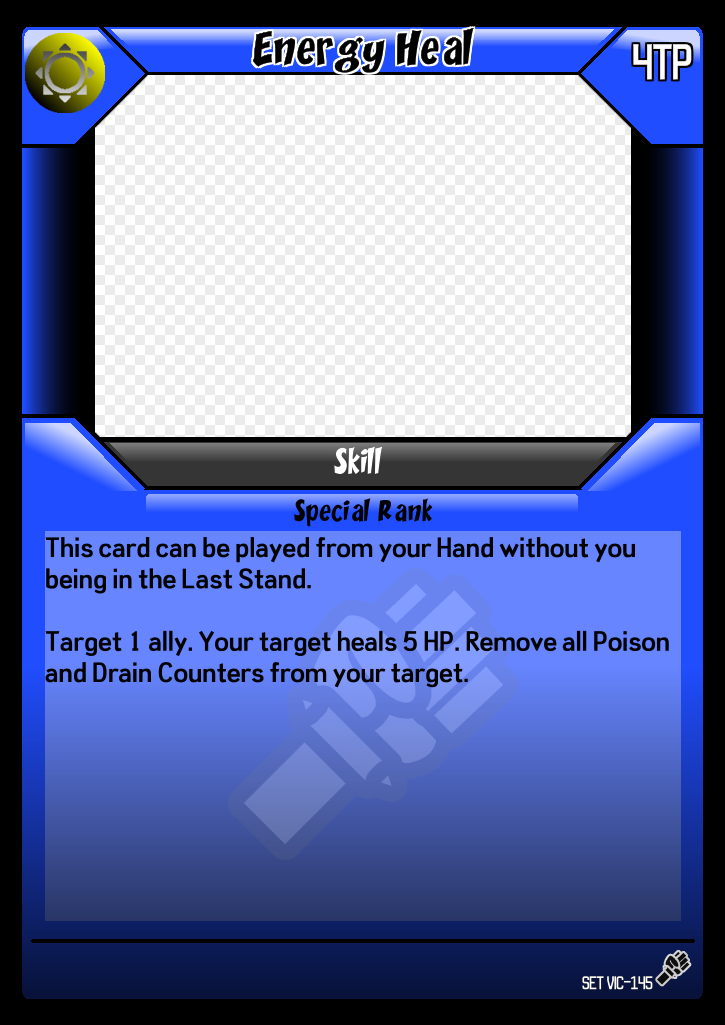 Energy Heal
4TP
Skill
Special Rank
This card can be played from your Hand without you
being in the Last Stand.
Target 1 ally. Your target heals 5 HP. Remove all Poison
and Drain Counters from your target.
SET VIC-145